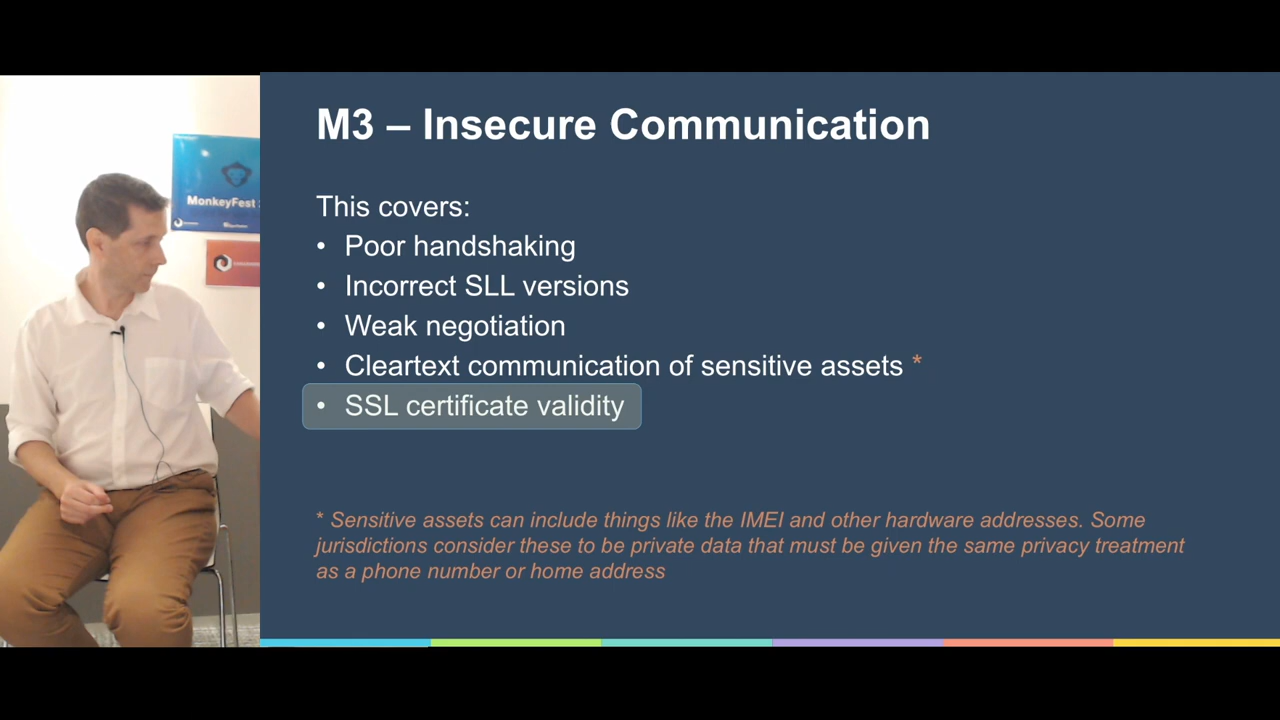 M3 – Insecure Communication
This covers:
• Poor handshaking
• Incorrect SLL versions
• Weak negotiation
• Cleartext communication of sensitive assets *
• SSL certificate validity
* Sensitive assets can include things like the IMEI and other hardware addresses. Some
jurisdictions consider these to be private data that must be given the same privacy treatment
as a phone number or home address
MonkeyFest